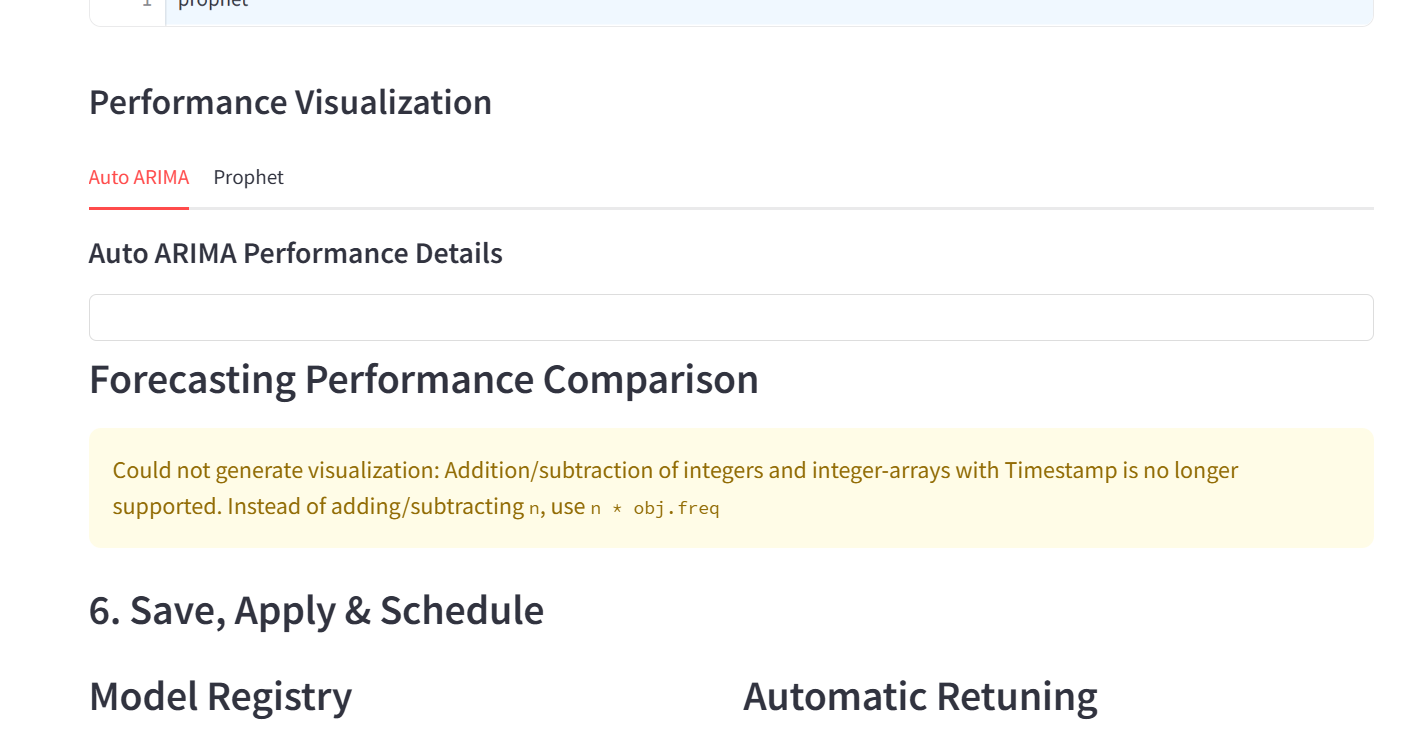 1 prophet
Performance Visualization
Auto ARIMA Prophet
Auto ARIMA Performance Details
Forecasting Performance Comparison
Could not generate visualization: Addition/subtraction of integers and integer-arrays with Timestamp is no longer
supported. Instead of adding/subtracting n, use n * obj.freq
6. Save, Apply & Schedule
Model Registry Automatic Retuning